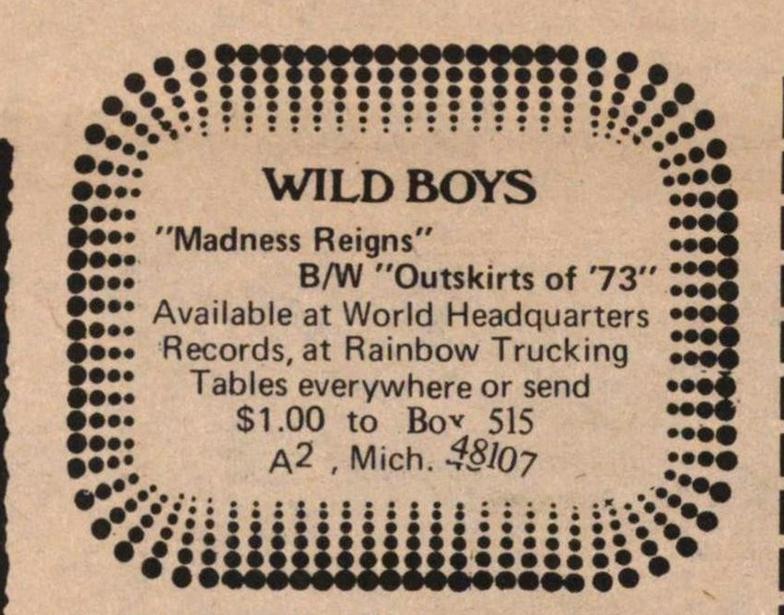 WILD BOYS
"Madness Reigns"
B/W "Outskirts of '73"
Available at World Headquarters
Records, at Rainbow Trucking
Tables everywhere or send
$1.00 to Box 515
A2 , Mich. 48107